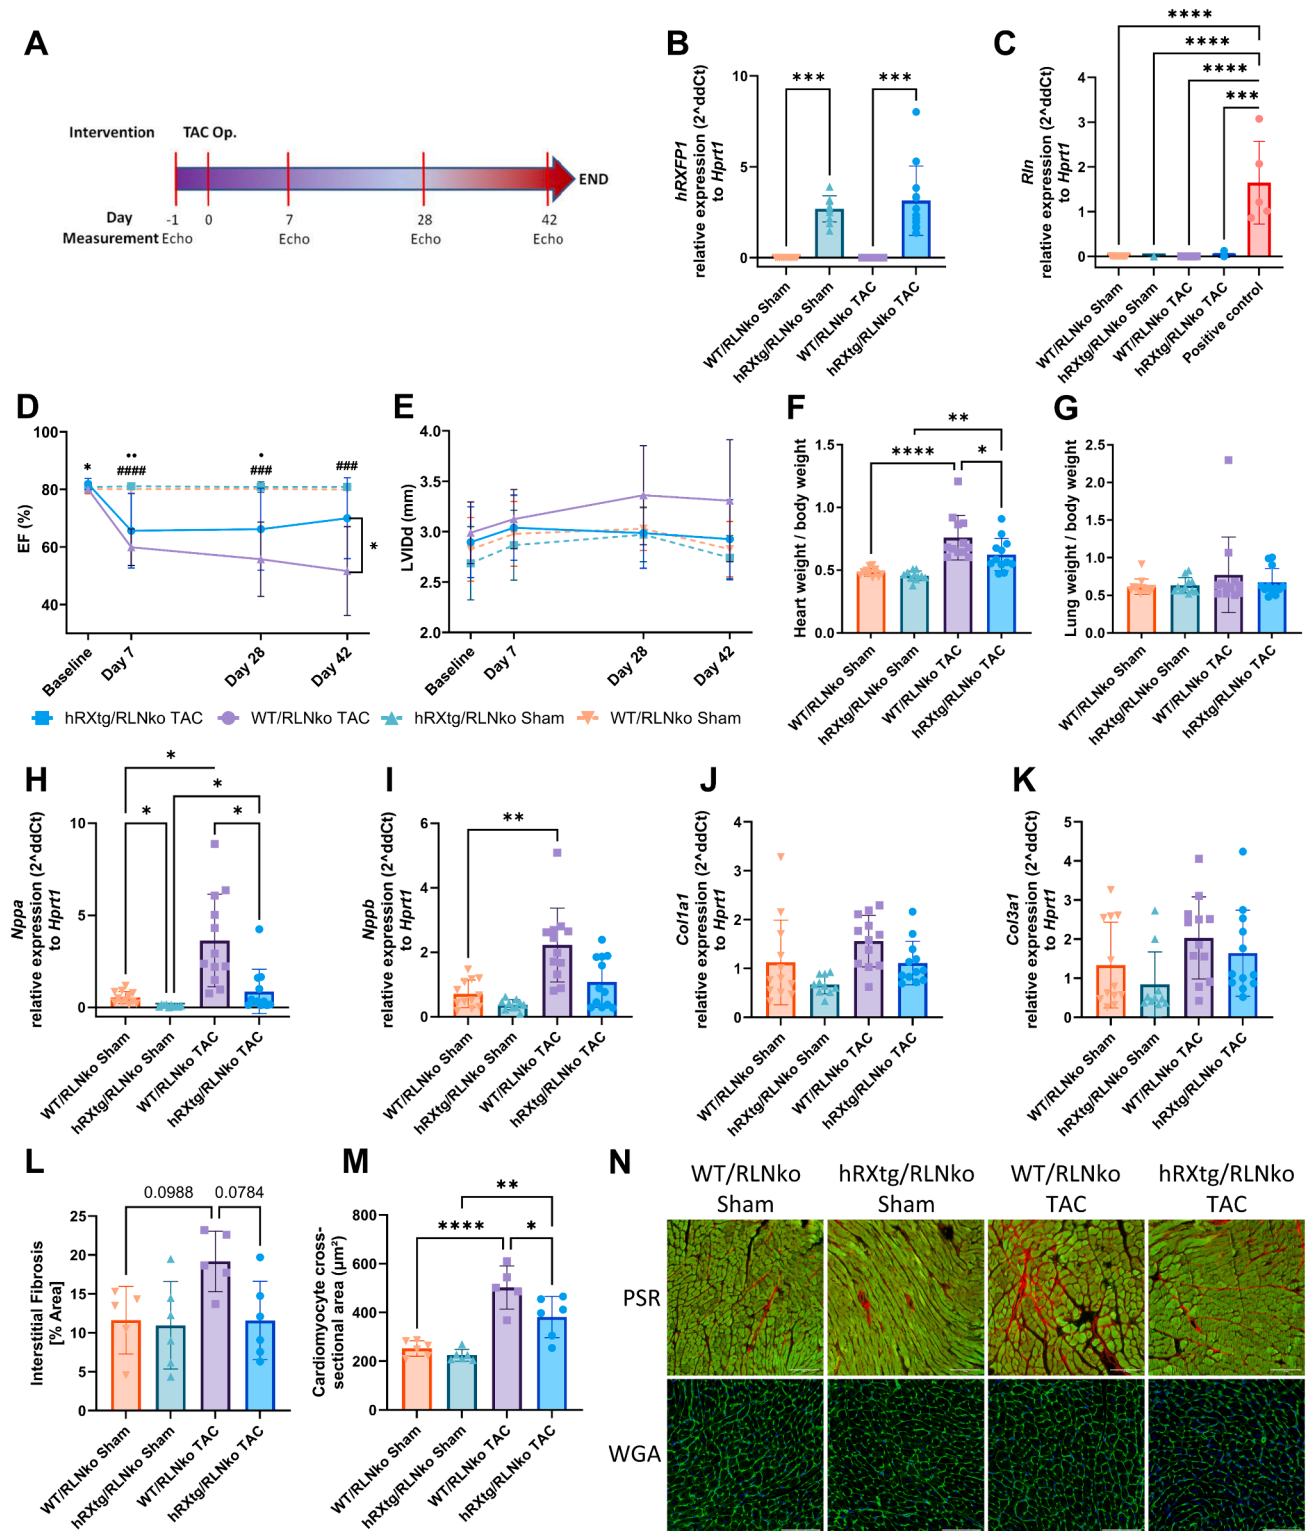 A
Intervention TAC Op.
END
Day -1 0 7 28 42
Measurement Echo Echo Echo Echo
B
hRXFP1
relative expression (2^ddCt)
to Hprt1
10
5
0
*** ***
WT/RLNko Sham
hRXtg/RLNko Sham
WT/RLNko TAC
hRXtg/RLNko TAC
C
Rln
relative expression (2^ddCt)
to Hprt1
4
3
2
1
0
****
****
****
***
WT/RLNko Sham
hRXtg/RLNko Sham
WT/RLNko TAC
hRXtg/RLNko TAC
Positive control
D
EF (%)
100
80
60
40
* •• • ###
#### ###
*
Baseline
Day 7
Day 28
Day 42
E
LVIDd (mm)
4.0
3.5
3.0
2.5
2.0
Baseline
Day 7
Day 28
Day 42
hRXtg/RLNko TAC WT/RLNko TAC hRXtg/RLNko Sham WT/RLNko Sham
F
Heart weight / body weight
1.5
1.0
0.5
0.0
**
**** *
WT/RLNko Sham
hRXtg/RLNko Sham
WT/RLNko TAC
hRXtg/RLNko TAC
G
Lung weight / body weight
2.5
2.0
1.5
1.0
0.5
0.0
WT/RLNko Sham
hRXtg/RLNko Sham
WT/RLNko TAC
hRXtg/RLNko TAC
H
Nppa
relative expression (2^ddCt)
to Hprt1
10
5
0
*
*
* *
WT/RLNko Sham
hRXtg/RLNko Sham
WT/RLNko TAC
hRXtg/RLNko TAC
I
Nppb
relative expression (2^ddCt)
to Hprt1
6
4
2
0
**
WT/RLNko Sham
hRXtg/RLNko Sham
WT/RLNko TAC
hRXtg/RLNko TAC
J
Col1a1
relative expression (2^ddCt)
to Hprt1
4
3
2
1
0
WT/RLNko Sham
hRXtg/RLNko Sham
WT/RLNko TAC
hRXtg/RLNko TAC
K
Col3a1
relative expression (2^ddCt)
to Hprt1
5
4
3
2
1
0
WT/RLNko Sham
hRXtg/RLNko Sham
WT/RLNko TAC
hRXtg/RLNko TAC
L
Interstitial Fibrosis
[% Area]
25
20
15
10
5
0
0.0988 0.0784
WT/RLNko Sham
hRXtg/RLNko Sham
WT/RLNko TAC
hRXtg/RLNko TAC
M
Cardiomyocyte cross-
sectional area (µm²)
800
600
400
200
0
**
**** *
WT/RLNko Sham
hRXtg/RLNko Sham
WT/RLNko TAC
hRXtg/RLNko TAC
N
WT/RLNko hRXtg/RLNko WT/RLNko hRXtg/RLNko
Sham Sham TAC TAC
PSR
WGA